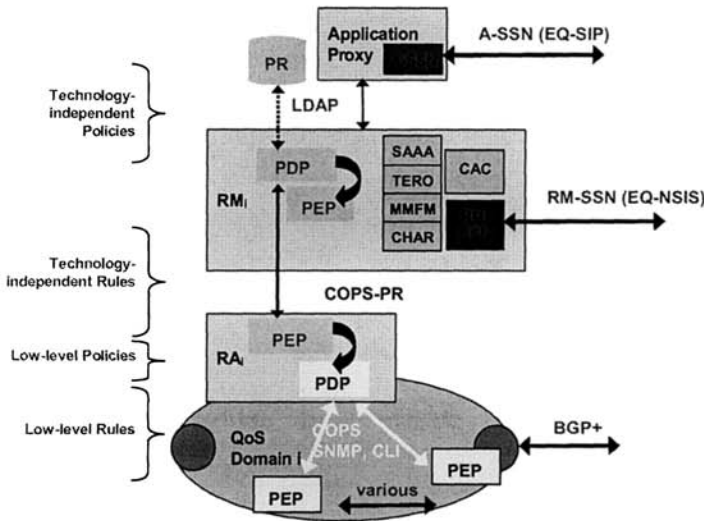 Application
Proxy
A-SSN (EQ-SIP)
PR
LDAP
Technology-
independent
Policies
PDP
PEP
RMi
SAAA
TERO
MMFM
CHAR
CAC
RM-SSN (EQ-NSIS)
Technology-
independent Rules
COPS-PR
PEP
RAi
PDP
Low-level Policies
Low-level Rules
QoS
Domain i
COPS
SNMP, CLI
PEP
BGP+
PEP
various